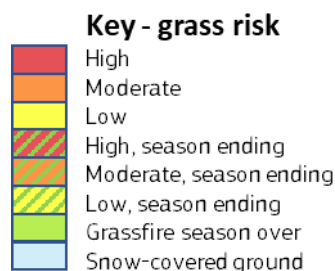 Key - grass risk
High
Moderate
Low
High, season ending
Moderate, season ending
Low, season ending
Grassfire season over
Snow-covered ground